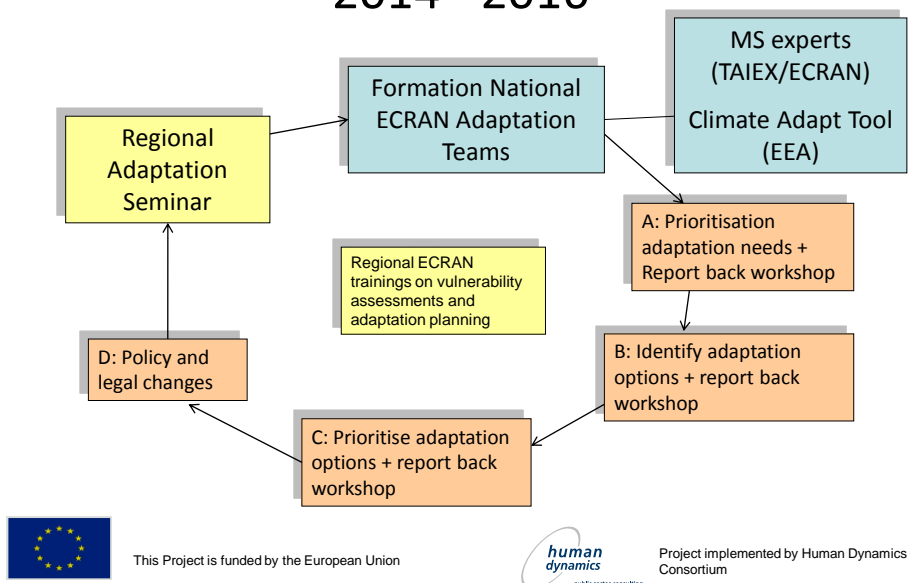 2014 - 2016
MS experts
(TAIEX/ECRAN)
Climate Adapt Tool
(EEA)
Formation National
ECRAN Adaptation
Teams
Regional
Adaptation
Seminar
A: Prioritisation
adaptation needs +
Report back workshop
Regional ECRAN
trainings on vulnerability
assessments and
adaptation planning
B: Identify adaptation
options + report back
workshop
D: Policy and
legal changes
C: Prioritise adaptation
options + report back
workshop
This Project is funded by the European Union
human
dynamics
Project implemented by Human Dynamics
Consortium